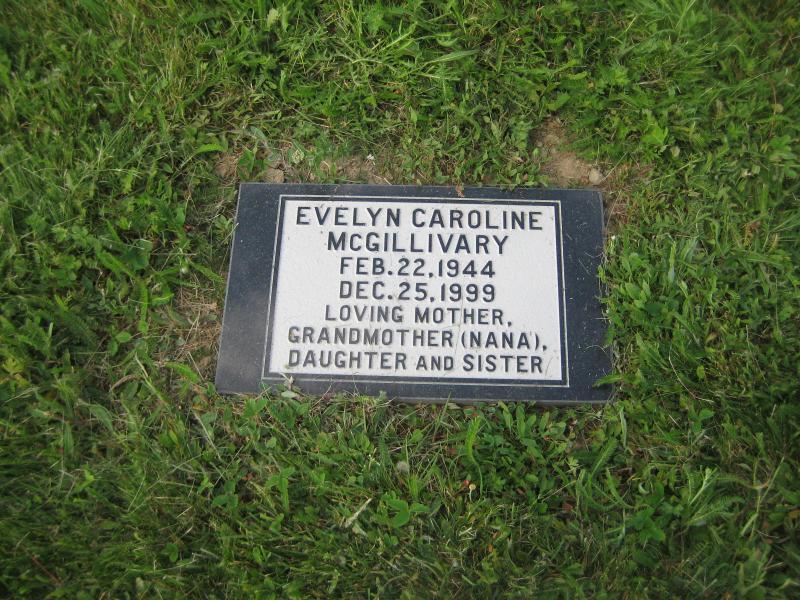 EVELYN CAROLINE
MCGILLIVARY
FEB.22,1944
DEC.25,1999
LOVING MOTHER,
GRANDMOTHER (NANA),
DAUGHTER AND SISTER